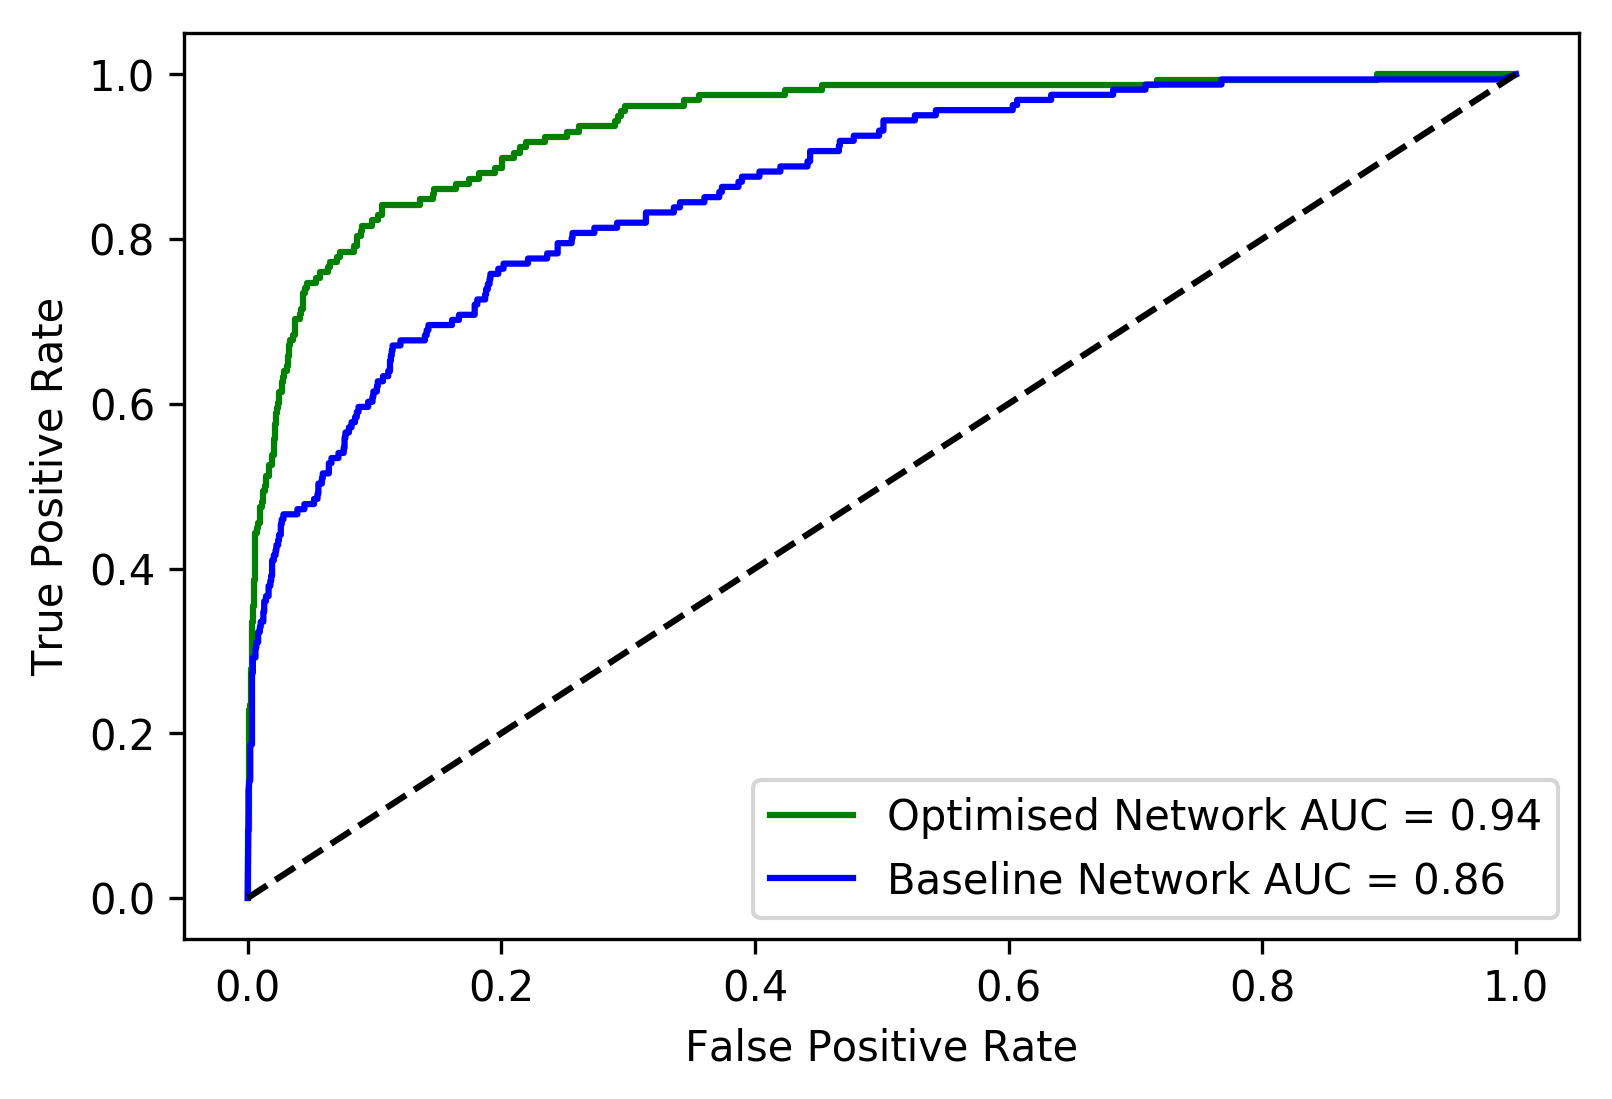 1.0
0.8
0.6
0.4
0.2
0.0
True Positive Rate
Optimised Network AUC = 0.94
Baseline Network AUC = 0.86
0.0 0.2 0.4 0.6 0.8 1.0
False Positive Rate